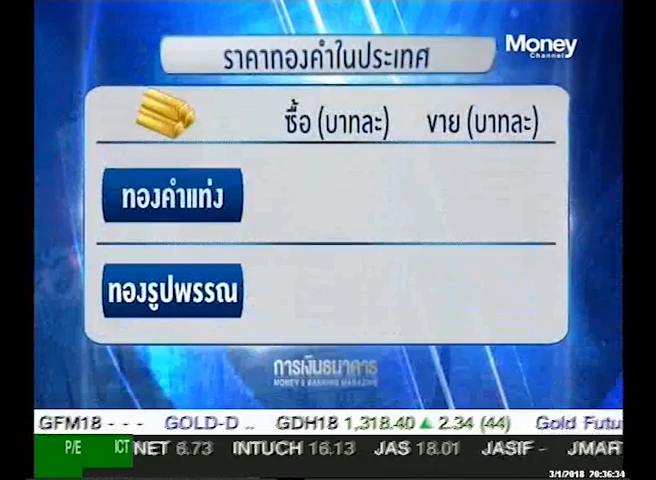 ราคาทองคำในประเทศ
Money
Channel
ซื้อ (บาทละ) ขาย (บาทละ)
ทองคำแท่ง
ทองรูปพรรณ
การเงินธนาคาร
MONEY & BANKING MAGAZINE
GFM18 - - - GOLD-D .. GDH18 1,318.40 ▲ 2.34 (44) Gold Futu
P/E ICT NET 6.73 INTUCH 16.13 JAS 18.01 JASIF - JMAR
3/1/2018 20:36:34